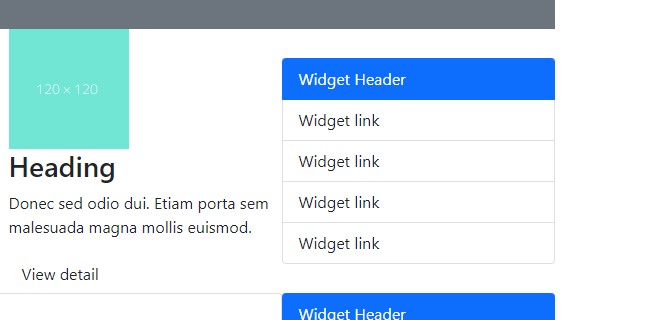 120 × 120
Heading
Donec sed odio dui. Etiam porta sem
malesuada magna mollis euismod.
View detail
Widget Header
Widget link
Widget link
Widget link
Widget link
Widget Header